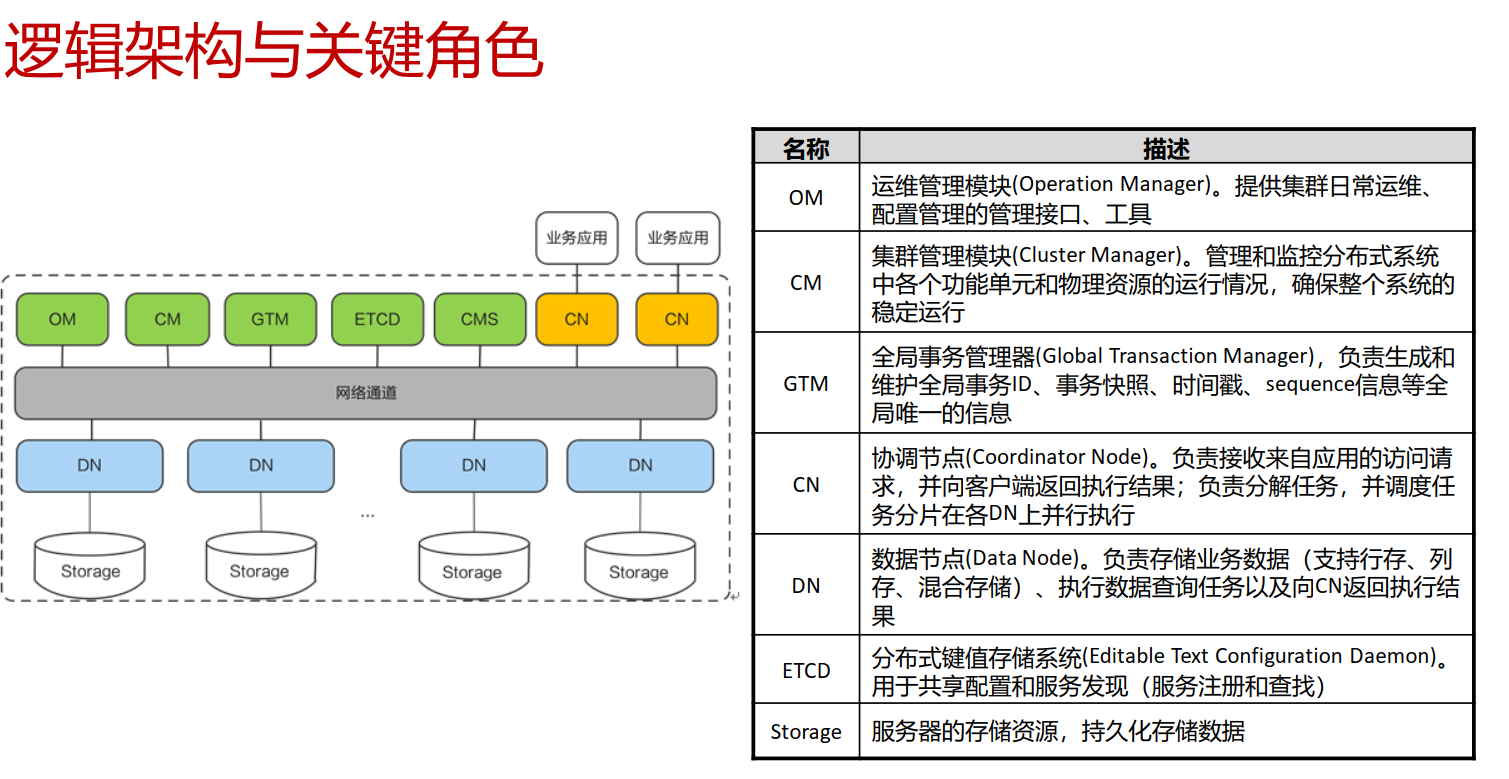 逻辑架构与关键角色
业务应用
业务应用
OM
CM
GTM
ETCD
CMS
CN
CN
网络通道
DN
DN
DN
DN
...
Storage
Storage
Storage
Storage
名称
描述
OM
运维管理模块(Operation Manager)。提供集群日常运维、
配置管理的管理接口、工具
CM
集群管理模块(Cluster Manager)。管理和监控分布式系统
中各个功能单元和物理资源的运行情况，确保整个系统的
稳定运行
GTM
全局事务管理器(Global Transaction Manager)，负责生成和
维护全局事务ID、事务快照、时间戳、sequence信息等全
局唯一的信息
CN
协调节点(Coordinator Node)。负责接收来自应用的访问请
求，并向客户端返回执行结果；负责分解任务，并调度任
务分片在各DN上并行执行
DN
数据节点(Data Node)。负责存储业务数据（支持行存、列
存、混合存储）、执行数据查询任务以及向CN返回执行结
果
ETCD
分布式键值存储系统(Editable Text Configuration Daemon)。
用于共享配置和服务发现（服务注册和查找）
Storage
服务器的存储资源，持久化存储数据